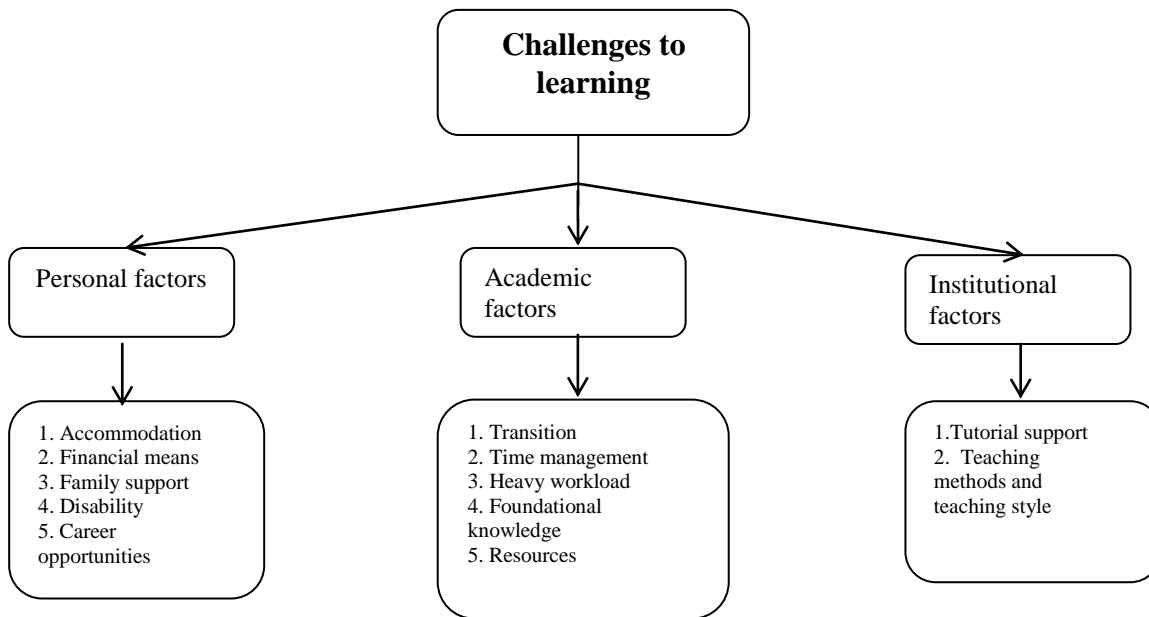 Challenges to
learning
Personal factors
Academic
factors
Institutional
factors
1. Accommodation
2. Financial means
3. Family support
4. Disability
5. Career
opportunities
1. Transition
2. Time management
3. Heavy workload
4. Foundational
knowledge
5. Resources
1.Tutorial support
2.  Teaching
methods and
teaching style